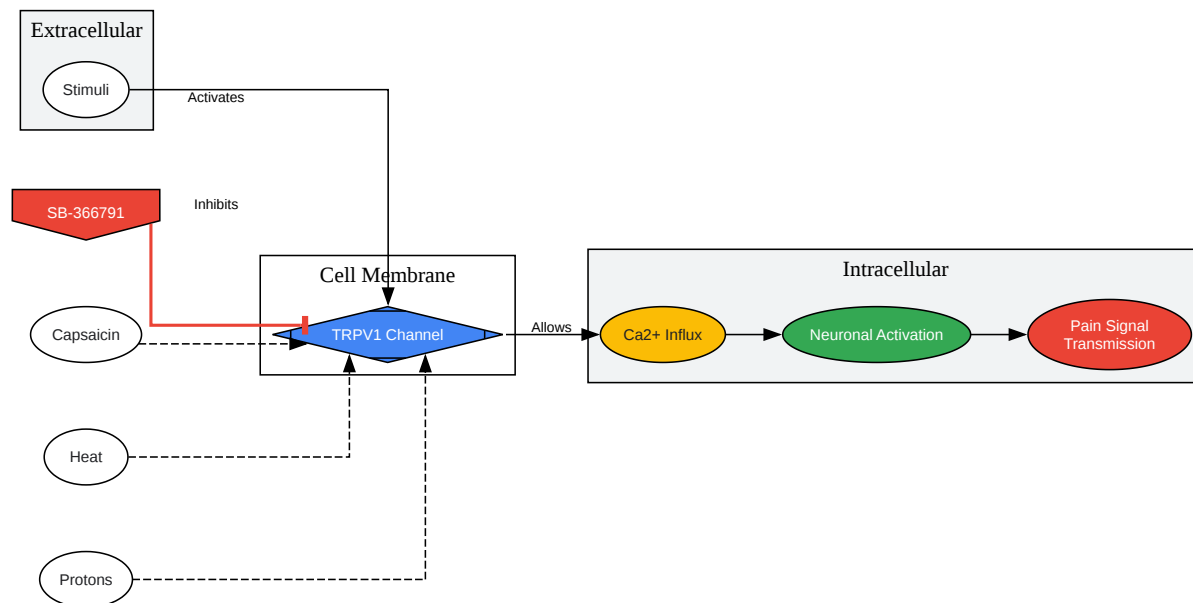 Extracellular
Stimuli
Activates
SB-366791
Inhibits
Cell Membrane
Intracellular
Capsaicin
TRPV1 Channel
Allows
Ca2+ Influx
Neuronal Activation
Pain Signal
Transmission
Heat
Protons